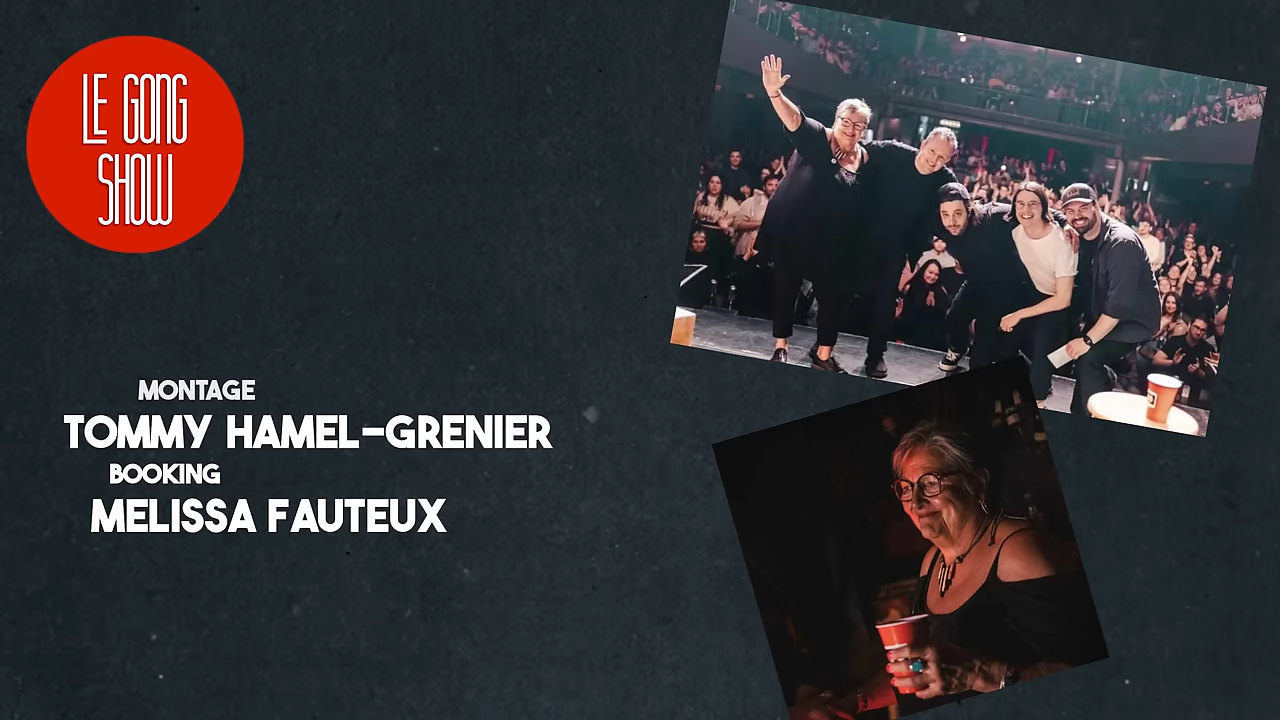 LE GONG
SHOW
MONTAGE
TOMMY HAMEL-GRENIER
BOOKING
MELISSA FAUTEUX